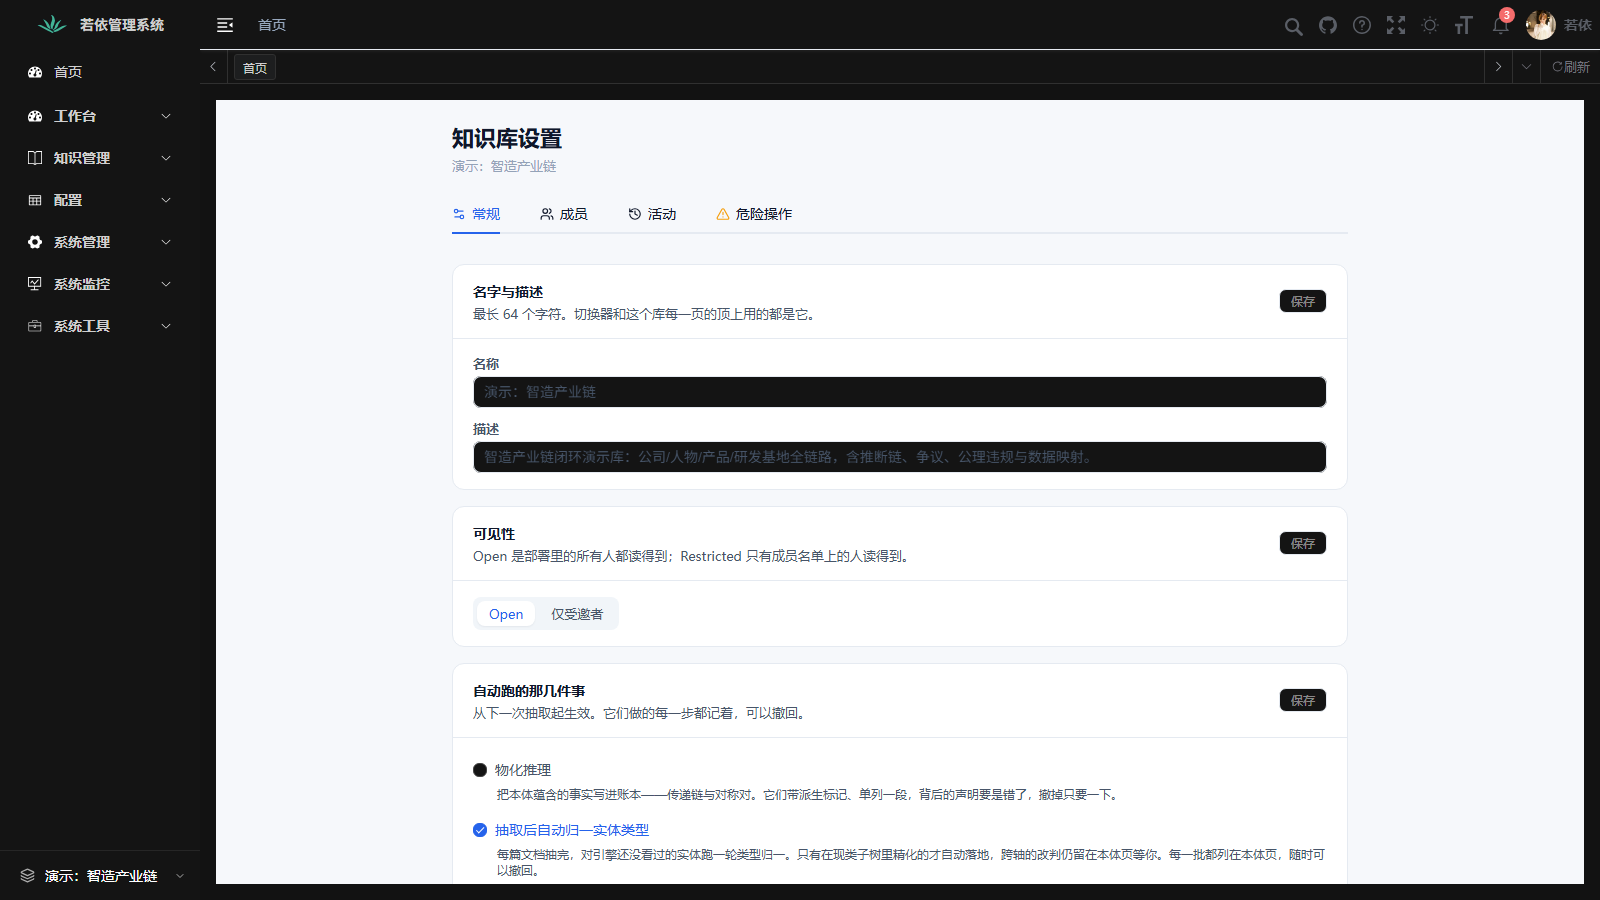 若依管理系统
首页
3
若依
首页
刷新
首页
工作台
知识管理
配置
系统管理
系统监控
系统工具
演示：智造产业链
知识库设置
演示：智造产业链
常规
成员
活动
危险操作
名字与描述
最长 64 个字符。切换器和这个库每一页的顶上用的都是它。
保存
名称
演示：智造产业链
描述
智造产业链闭环演示库：公司/人物/产品/研发基地全链路，含推断链、争议、公理违规与数据映射。
可见性
Open 是部署里的所有人都读得到；Restricted 只有成员名单上的人读得到。
保存
Open
仅受邀者
自动跑的那几件事
从下一次抽取起生效。它们做的每一步都记着，可以撤回。
保存
物化推理
把本体蕴含的事实写进账本——传递链与对称对。它们带派生标记、单列一段，背后的声明要是错了，撤掉只要一下。
抽取后自动归一实体类型
每篇文档抽完，对引擎还没看过的实体跑一轮类型归一。只有在现类子树里精化的才自动落地，跨轴的改判仍留在本体页等你。每一批都列在本体页，随时可
以撤回。